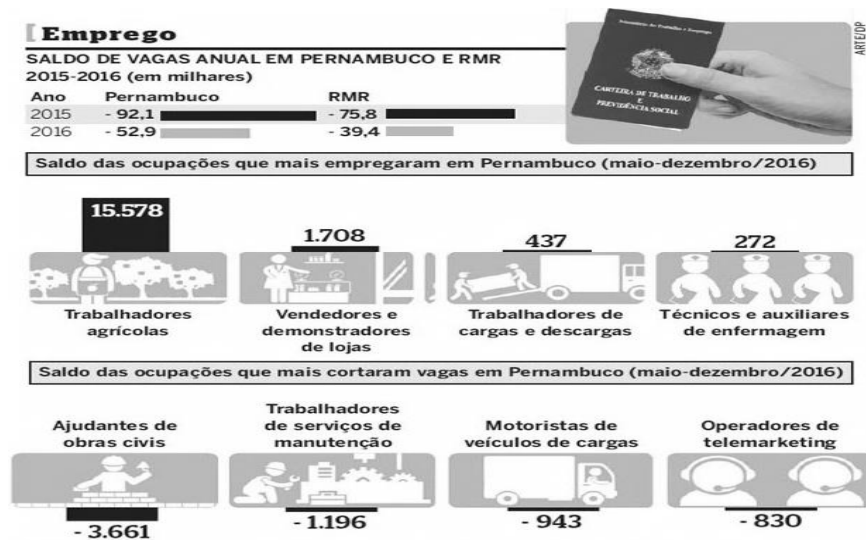 [ Emprego
SALDO DE VAGAS ANUAL EM PERNAMBUCO E RMR
2015-2016 (em milhares)
Ano Pernambuco RMR
2015 - 92,1 - 75,8
2016 - 52,9 - 39,4
Ministério do Trabalho e Emprego
CARTEIRA DE TRABALHO
E
PREVIDÊNCIA SOCIAL
ARTE/DP
Saldo das ocupações que mais empregaram em Pernambuco (maio-dezembro/2016)
15.578 1.708 437 272
Trabalhadores
agrícolas
Vendedores e
demonstradores
de lojas
Trabalhadores de
cargas e descargas
Técnicos e auxiliares
de enfermagem
Saldo das ocupações que mais cortaram vagas em Pernambuco (maio-dezembro/2016)
Ajudantes de
obras civis
Trabalhadores
de serviços de
manutenção
Motoristas de
veículos de cargas
Operadores de
telemarketing
- 3.661 - 1.196 - 943 - 830